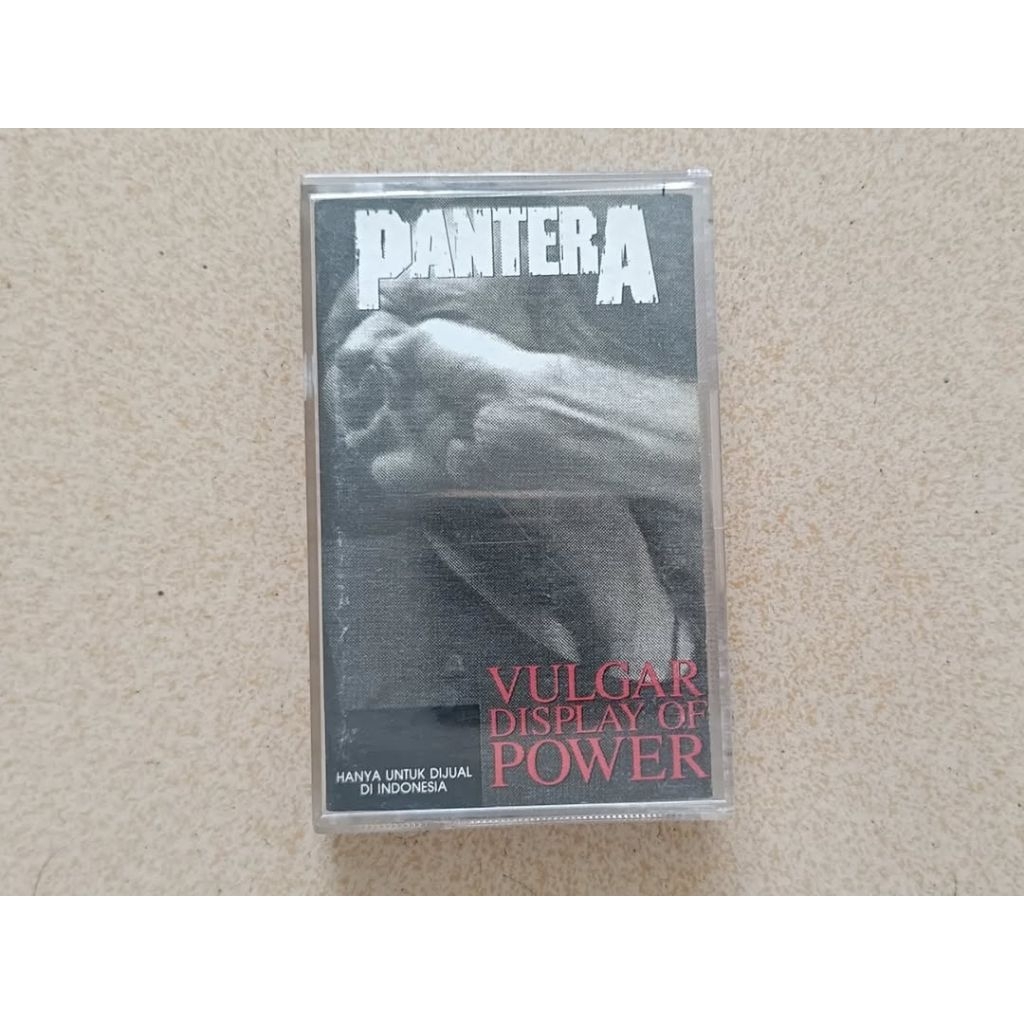 PANTERA
VULGAR
DISPLAY OF
POWER
HANYA UNTUK DIJUAL
DI INDONESIA